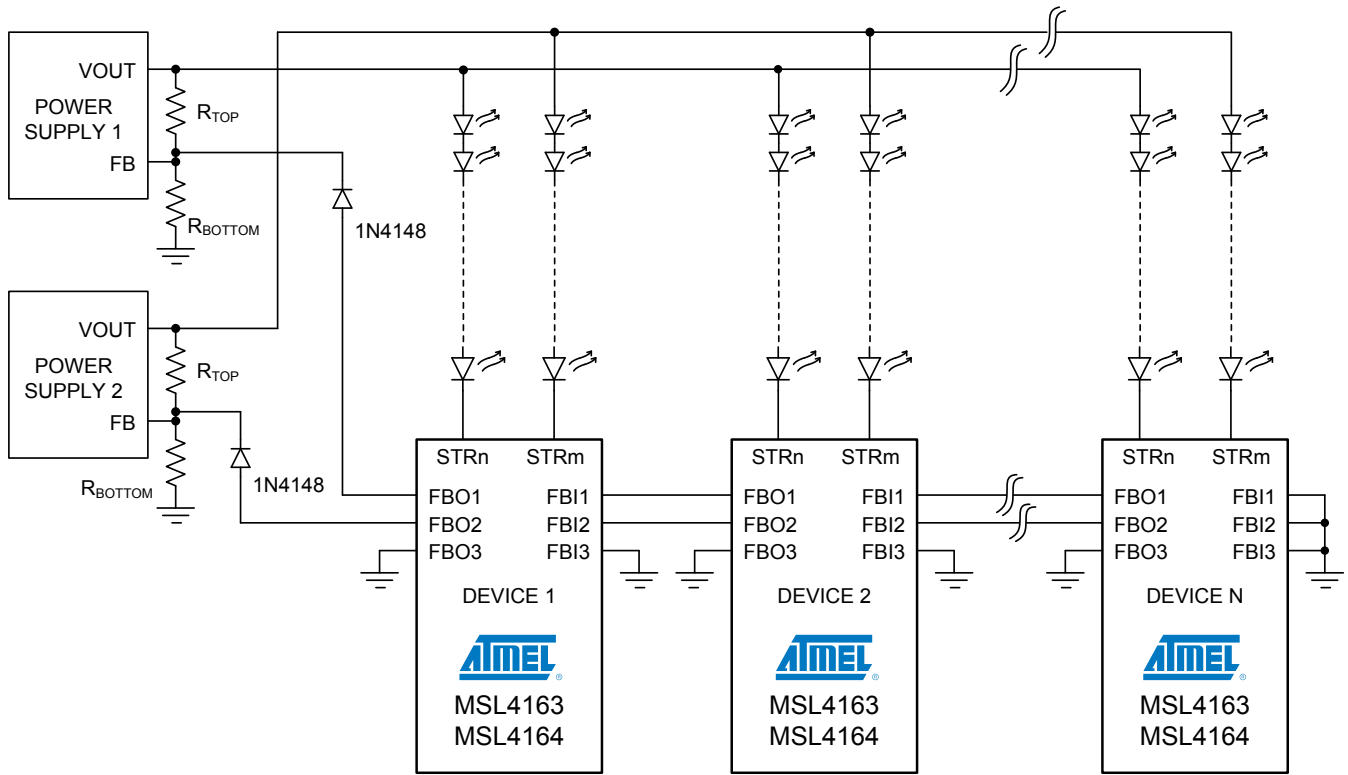 VOUT
POWER
SUPPLY 1
FB
RTOP
RBOTTOM
1N4148
VOUT
POWER
SUPPLY 2
FB
RTOP
RBOTTOM
1N4148
STRn STRm
FBO1 FBI1
FBO2 FBI2
FBO3 FBI3
DEVICE 1
ATMEL ®
MSL4163
MSL4164
STRn STRm
FBO1 FBI1
FBO2 FBI2
FBO3 FBI3
DEVICE 2
ATMEL ®
MSL4163
MSL4164
STRn STRm
FBO1 FBI1
FBO2 FBI2
FBO3 FBI3
DEVICE N
ATMEL ®
MSL4163
MSL4164